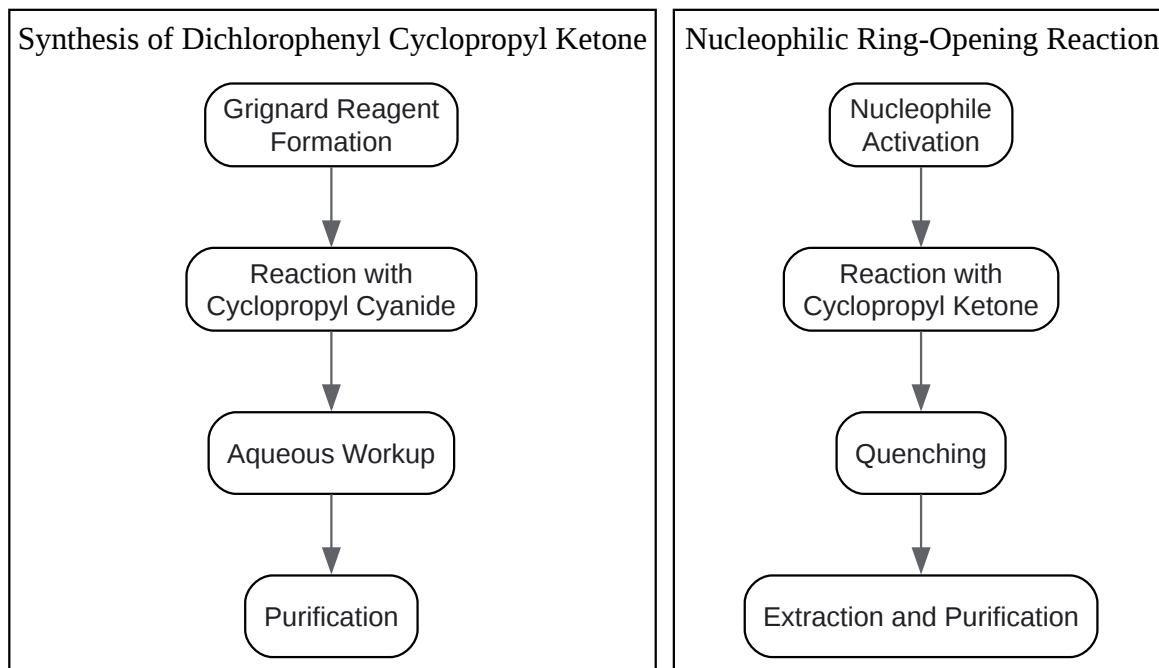 Synthesis of Dichlorophenyl Cyclopropyl Ketone
Grignard Reagent
Formation
Reaction with
Cyclopropyl Cyanide
Aqueous Workup
Purification
Nucleophilic Ring-Opening Reaction
Nucleophile
Activation
Reaction with
Cyclopropyl Ketone
Quenching
Extraction and Purification